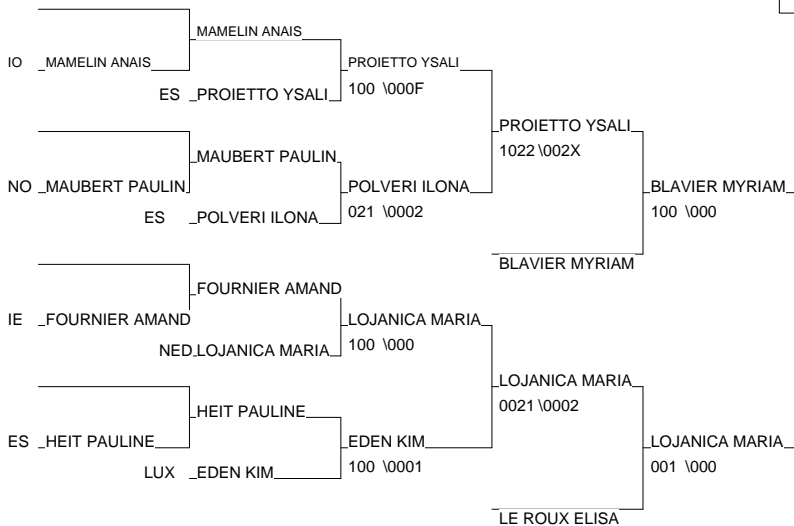 MAMELIN ANAIS
IO MAMELIN ANAIS PROIETTO YSALI
ES PROIETTO YSALI 100 \000F
PROIETTO YSALI
1022 \002X
MAUBERT PAULIN
NO MAUBERT PAULIN POLVERI ILONA BLAVIER MYRIAM
ES POLVERI ILONA 021 \0002 100 \000
BLAVIER MYRIAM
FOURNIER AMAND
IE FOURNIER AMAND LOJANICA MARIA
NED LOJANICA MARIA 100 \000
LOJANICA MARIA
0021 \0002
HEIT PAULINE
ES HEIT PAULINE EDEN KIM LOJANICA MARIA
LUX EDEN KIM 100 \0001 001 \000
LE ROUX ELISA